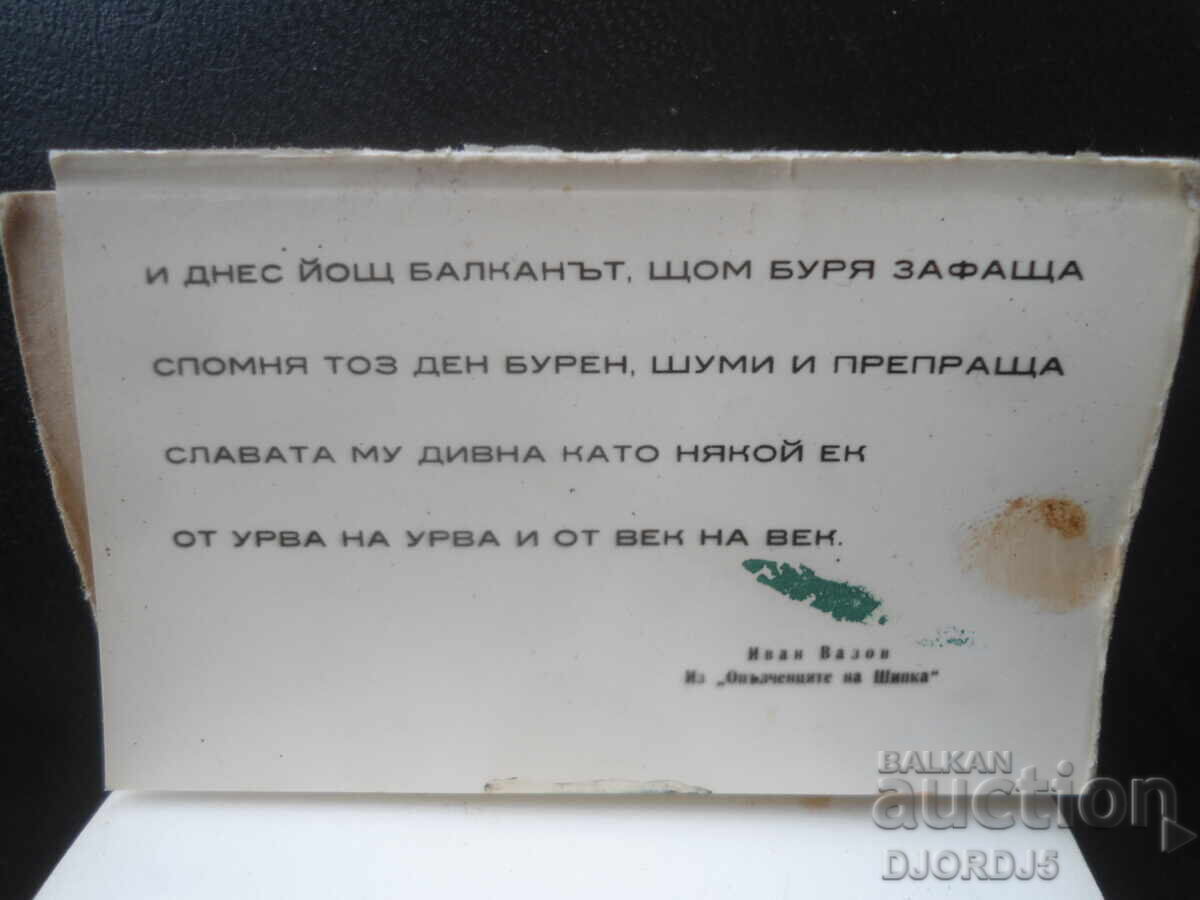 И ДНЕС ЙОЩ БАЛКАНЪТ, ЩОМ БУРЯ ЗАФАЩА
СПОМНЯ ТОЗ ДЕН БУРЕН, ШУМИ И ПРЕПРАЩА
СЛАВАТА МУ ДИВНА КАТО НЯКОЙ ЕК
ОТ УРВА НА УРВА И ОТ ВЕК НА ВЕК.
Иван Вазов
Из „Опълченците на Шипка“
BALKAN
auction
DJORDJ5